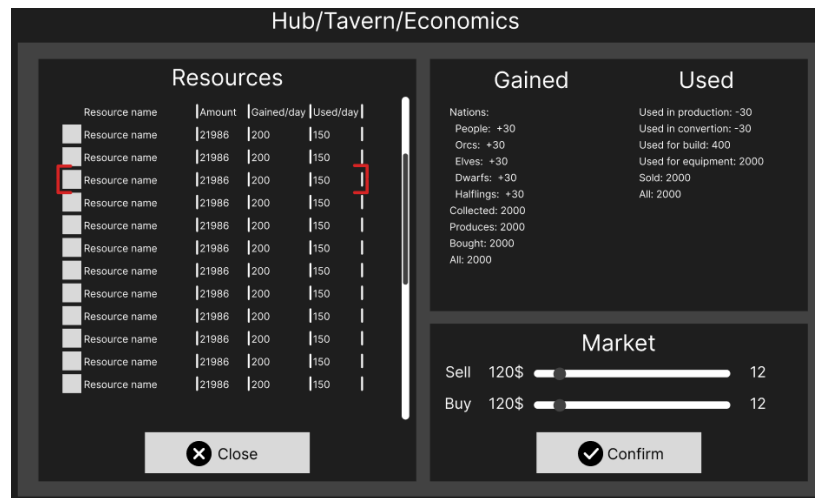 Hub/Tavern/Economics
Resources
Resource name Amount Gained/day Used/day
Resource name 21986 200 150
Resource name 21986 200 150
Resource name 21986 200 150
Resource name 21986 200 150
Resource name 21986 200 150
Resource name 21986 200 150
Resource name 21986 200 150
Resource name 21986 200 150
Resource name 21986 200 150
Resource name 21986 200 150
Resource name 21986 200 150
Resource name 21986 200 150
Close
Gained
Nations:
People: +30
Orcs: +30
Elves: +30
Dwarfs: +30
Halflings: +30
Collected: 2000
Produces: 2000
Bought: 2000
All: 2000
Used
Used in production: -30
Used in convertion: -30
Used for build: 400
Used for equipment: 2000
Sold: 2000
All: 2000
Market
Sell 120$ 12
Buy 120$ 12
Confirm